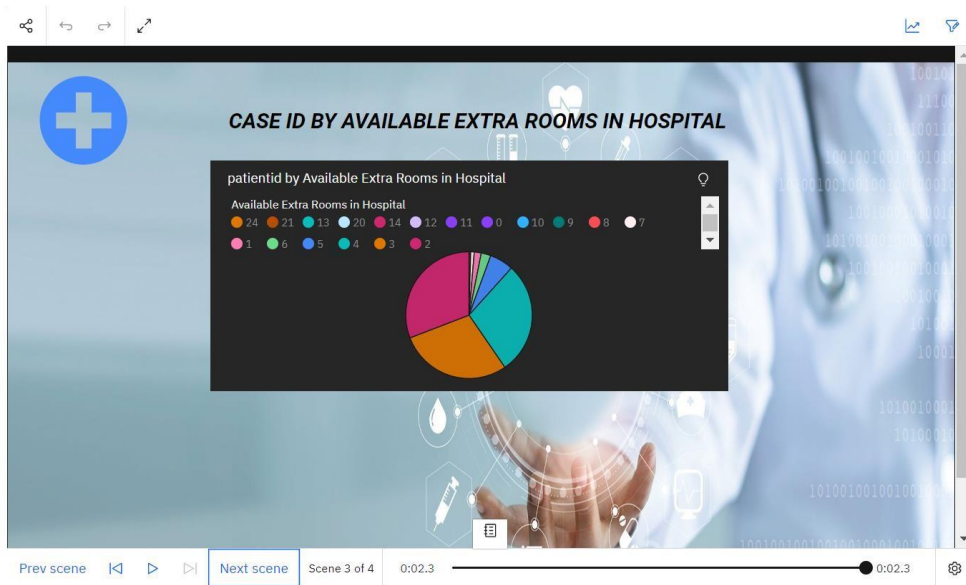 CASE ID BY AVAILABLE EXTRA ROOMS IN HOSPITAL
patientid by Available Extra Rooms in Hospital
Available Extra Rooms in Hospital
24 21 13 20 14 12 11 0 10 9 8 7
1 6 5 4 3 2
Prev scene Next scene Scene 3 of 4 0:02.3 0:02.3